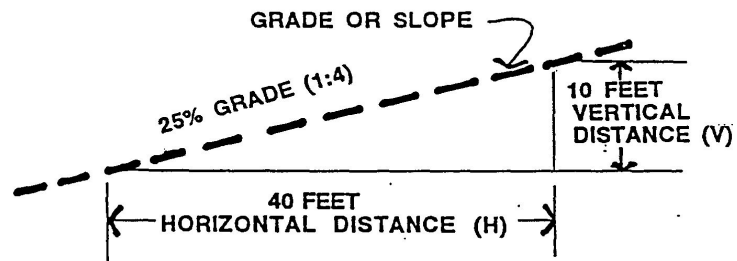 GRADE OR SLOPE
25% GRADE (1:4)
10 FEET
VERTICAL
DISTANCE (V)
40 FEET
HORIZONTAL DISTANCE (H)